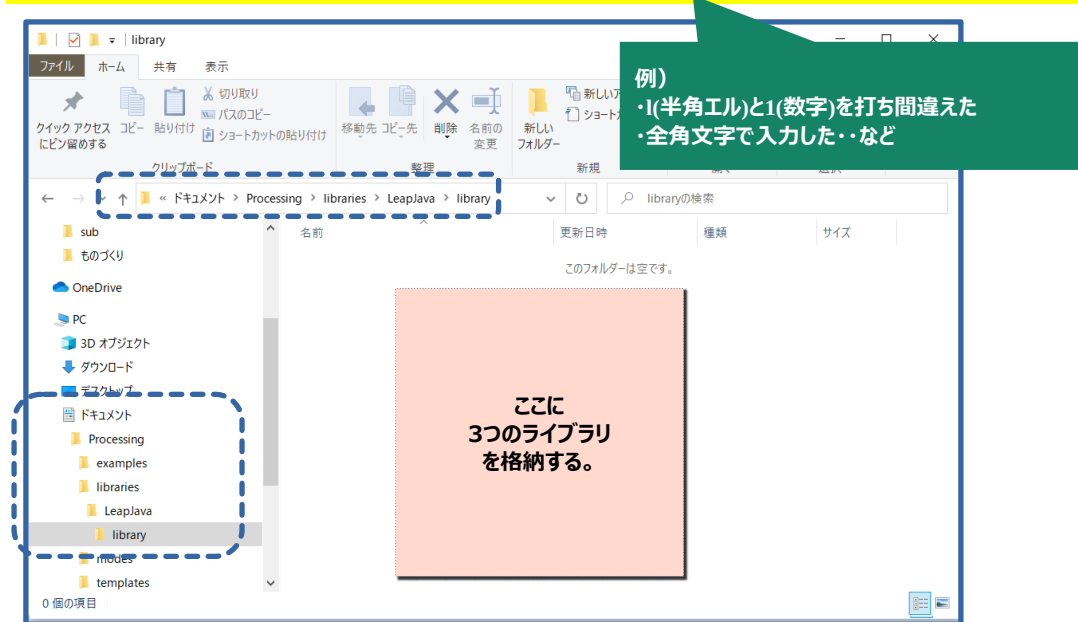 library
ファイル ホーム 共有 表示
例)
・l(半角エル)と1(数字)を打ち間違えた
・全角文字で入力した・・など
クイック アクセス
にピン留めする
コピー
貼り付け
切り取り
パスのコピー
ショートカットの貼り付け
移動先
コピー先
削除
名前の
変更
新しい
フォルダー
クリップボード
整理
新規
« ドキュメント > Processing > libraries > LeapJava > library
libraryの検索
名前 更新日時 種類 サイズ
このフォルダーは空です。
sub
ものづくり
OneDrive
PC
3D オブジェクト
ダウンロード
デスクトップ
ドキュメント
Processing
examples
libraries
LeapJava
library
modes
templates
ここに
3つのライブラリ
を格納する。
0 個の項目